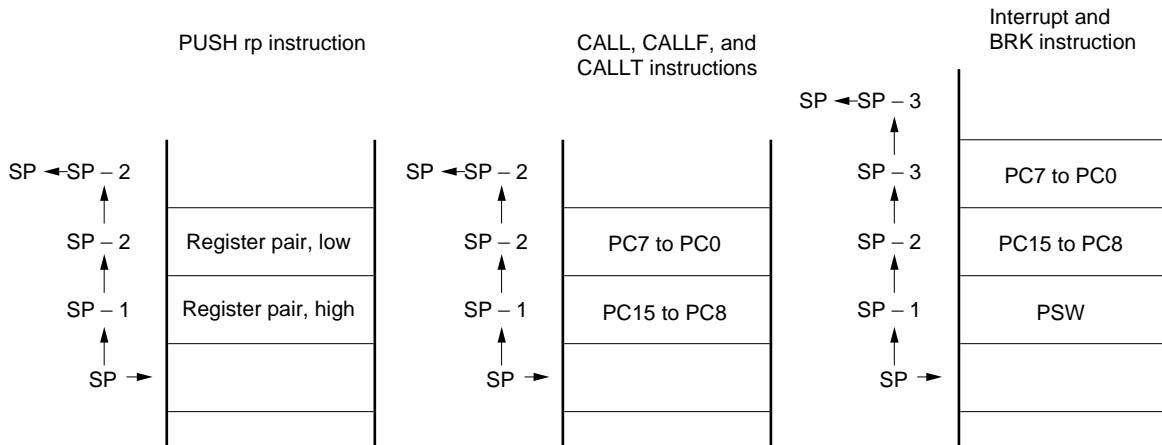 PUSH rp instruction
SP SP – 2
SP – 2
Register pair, low
SP – 1
Register pair, high
SP
CALL, CALLF, and
CALLT instructions
SP SP – 2
SP – 2
PC7 to PC0
SP – 1
PC15 to PC8
SP
Interrupt and
BRK instruction
SP SP – 3
SP – 3
PC7 to PC0
SP – 2
PC15 to PC8
SP – 1
PSW
SP